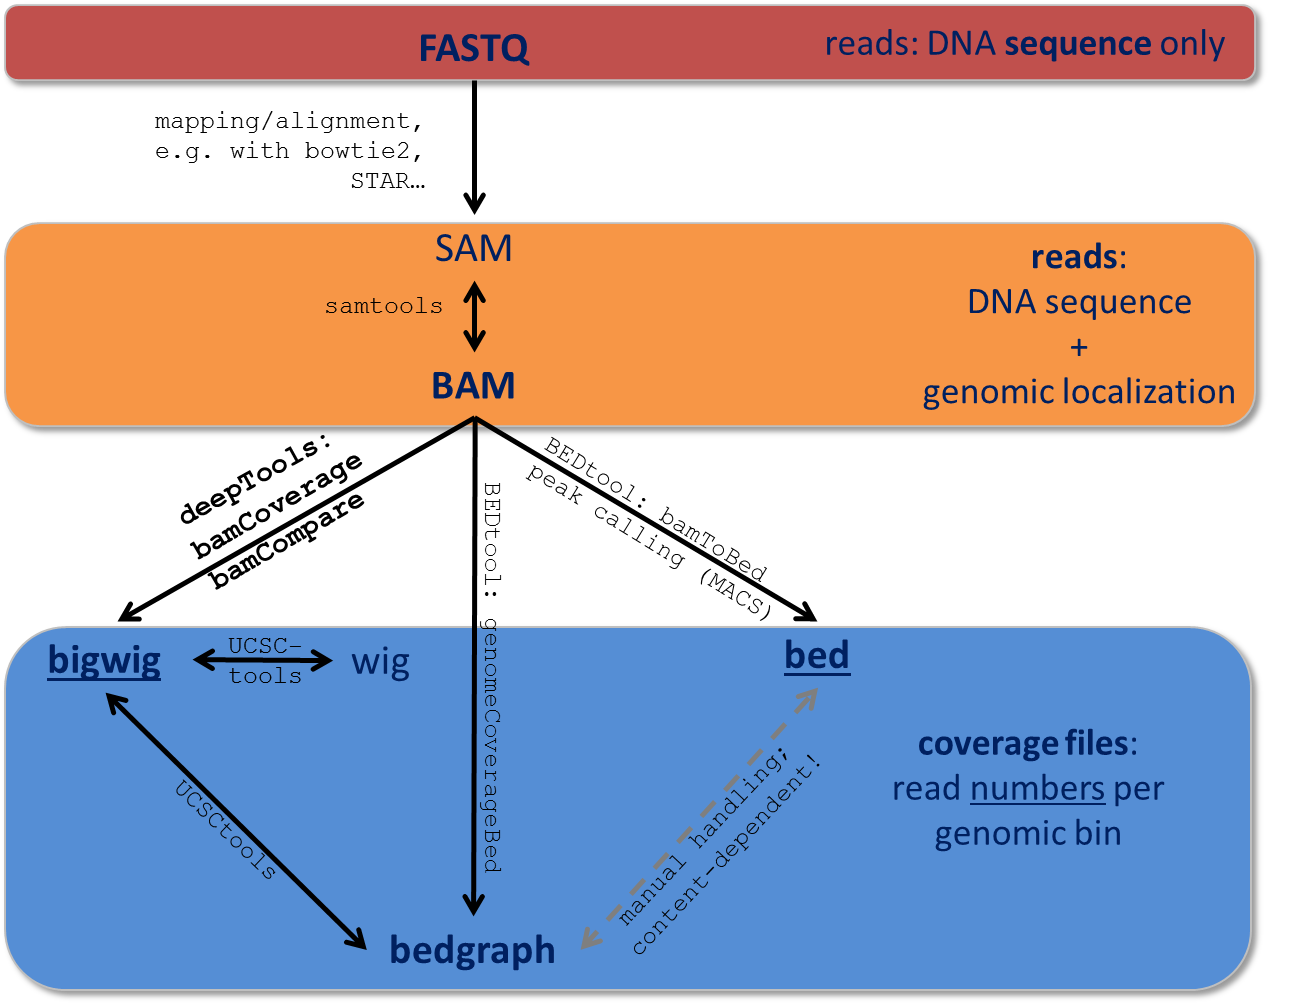 FASTQ
reads: DNA sequence only
mapping/alignment,
e.g. with bowtie2,
STAR…
SAM
samtools
BAM
reads:
DNA sequence
+
genomic localization
deepTools:
bamCoverage
bamCompare
BEDtool: genomeCoverageBed
BEDtool: bamToBed
peak calling (MACS)
bigwig
UCSC-
tools
wig
bed
UCSCtools
manual handling;
content-dependent!
coverage files:
read numbers per
genomic bin
bedgraph